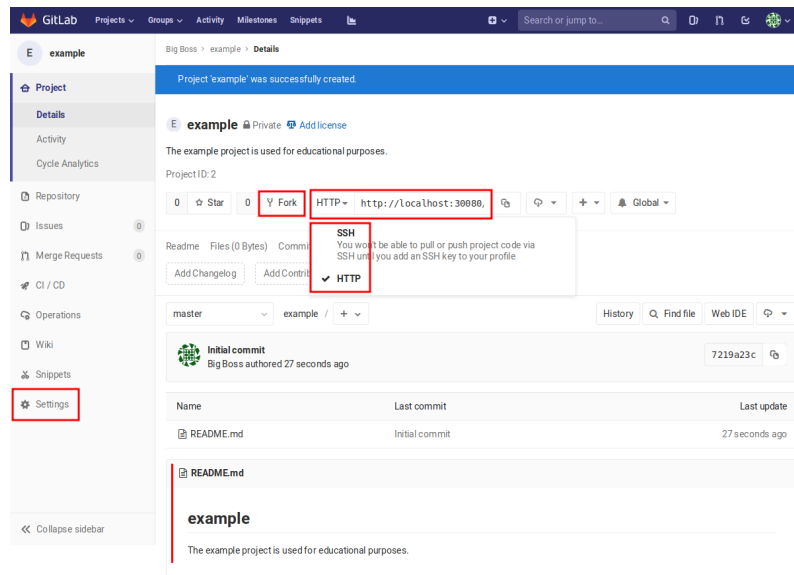 GitLab Projects Groups Activity Milestones Snippets Search or jump to...
E example
Big Boss > example > Details
Project 'example' was successfully created.
Project
Details
Activity
Cycle Analytics
Repository
Issues 0
Merge Requests 0
CI / CD
Operations
Wiki
Snippets
Settings
Collapse sidebar
E example Private Add license
The example project is used for educational purposes.
Project ID: 2
0 Star 0 Fork HTTP http://localhost:30080/ Global
SSH
You won't be able to pull or push project code via
SSH until you add an SSH key to your profile
HTTP
Readme Files (0 Bytes)
Add Changelog
master example / + History Find file Web IDE
Initial commit
Big Boss authored 27 seconds ago
7219a23c
Name Last commit Last update
README.md Initial commit 27 seconds ago
README.md
example
The example project is used for educational purposes.